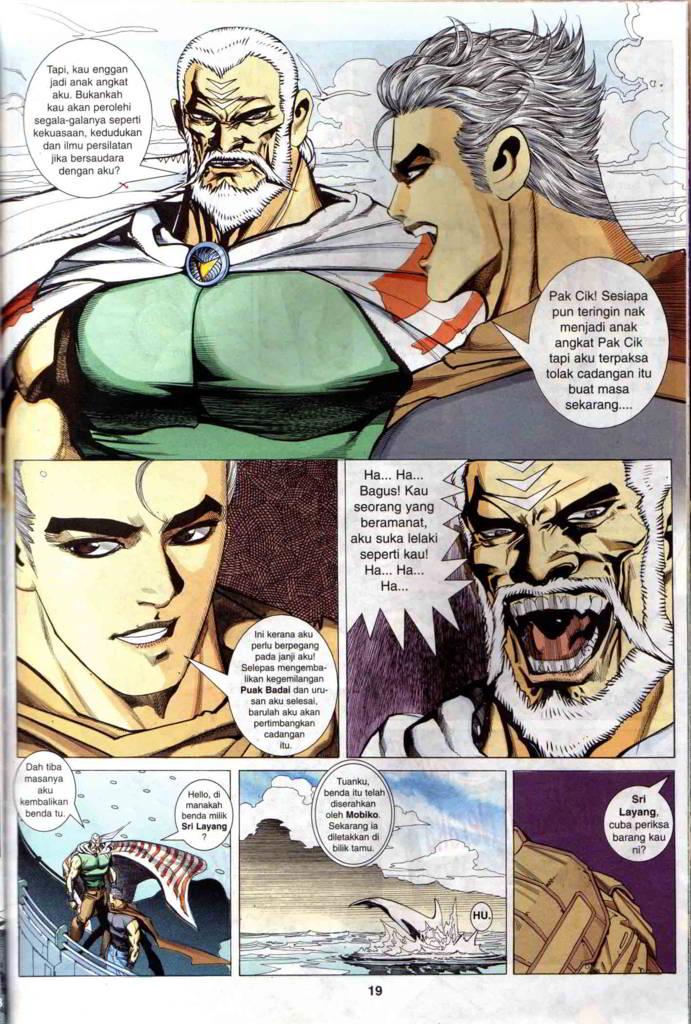 Tapi, kau enggan
jadi anak angkat
aku. Bukankah
kau akan perolehi
segala-galanya seperti
kekuasaan, kedudukan
dan ilmu persilatan
jika bersaudara
dengan aku?
Pak Cik! Sesiapa
pun teringin nak
menjadi anak
angkat Pak Cik
tapi aku terpaksa
tolak cadangan itu
buat masa
sekarang....
Ini kerana aku
perlu berpegang
pada janji aku!
Selepas mengemba-
likan kegemilangan
Puak Badai dan uru-
san aku selesai,
barulah aku akan
pertimbangkan
cadangan
itu.
Ha... Ha...
Bagus! Kau
seorang yang
beramanat,
aku suka lelaki
seperti kau!
Ha... Ha...
Ha...
Dah tiba
masanya
aku
kembalikan
benda tu.
Hello, di
manakah
benda milik
Sri Layang
?
Tuanku,
benda itu telah
diserahkan
oleh Mobiko.
Sekarang ia
diletakkan di
bilik tamu.
HU.
Sri
Layang,
cuba periksa
barang kau
ni?
19